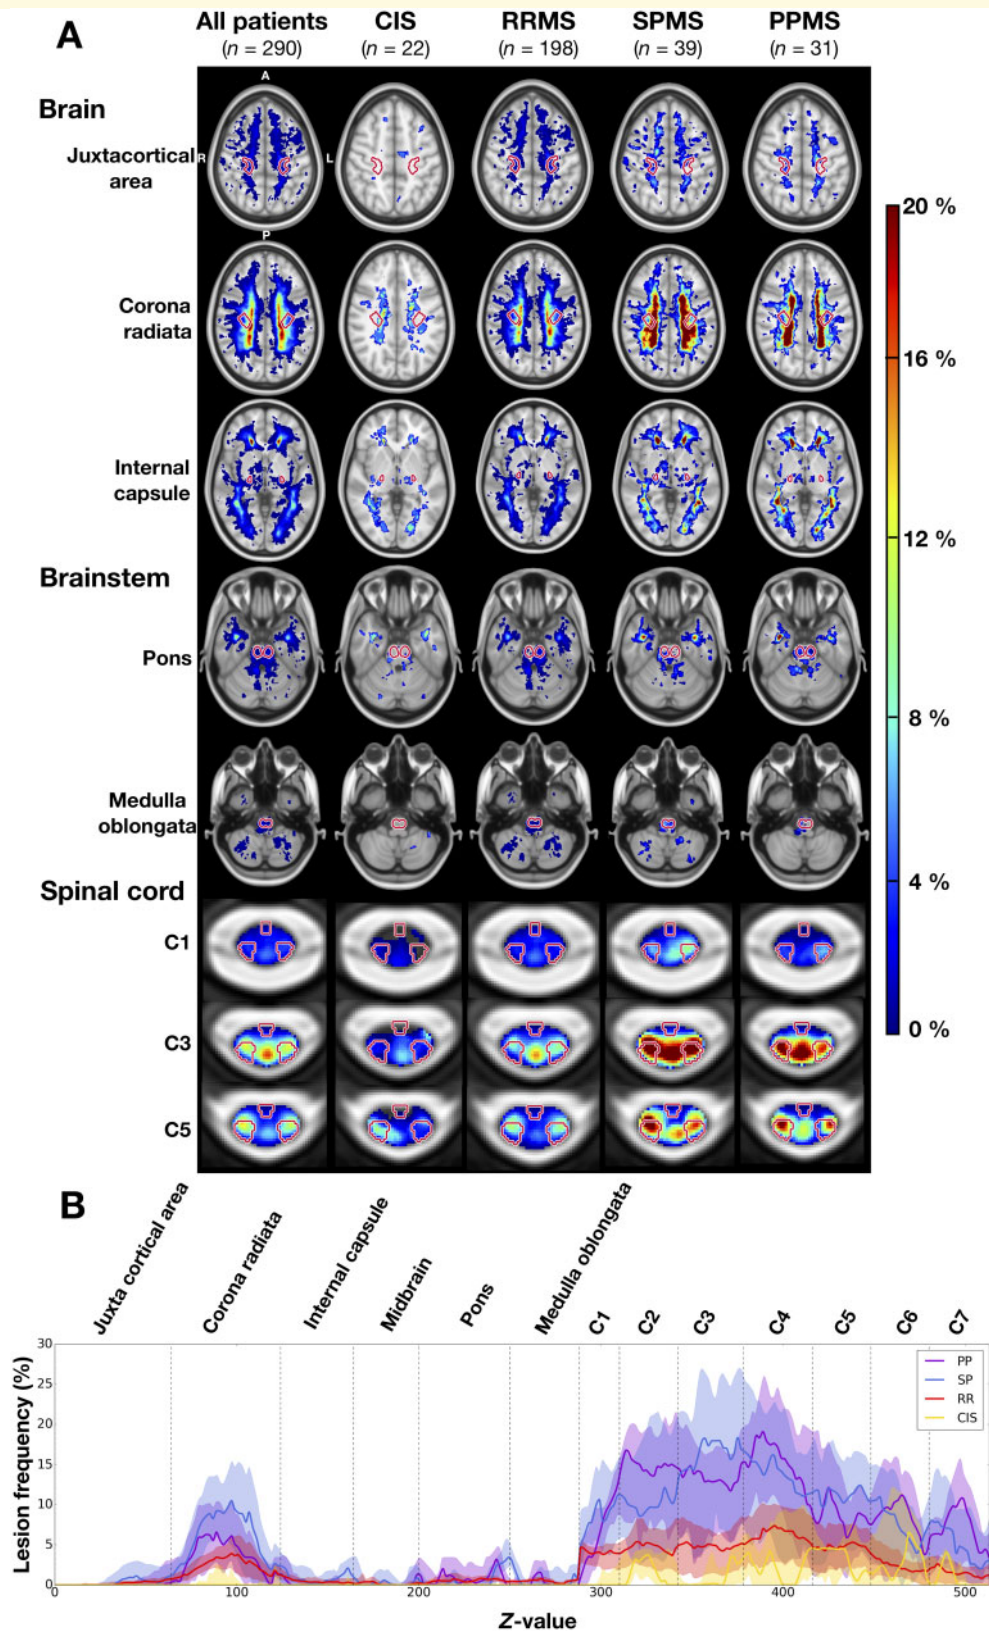 A
All patients CIS RRMS SPMS PPMS
(n = 290) (n = 22) (n = 198) (n = 39) (n = 31)
A
Brain
Juxtacortical
area
R L
P
20 %
Corona
radiata
16 %
Internal
capsule
12 %
Brainstem
Pons
8 %
Medulla
oblongata
4 %
Spinal cord
C1
C3
0 %
C5
B
Juxta cortical area
Corona radiata
Internal capsule
Midbrain
Pons
Medulla oblongata
C1
C2
C3
C4
C5
C6
C7
Lesion frequency (%)
30
25
20
15
10
5
0
PP
SP
RR
CIS
0 100 200 300 400 500
Z-value